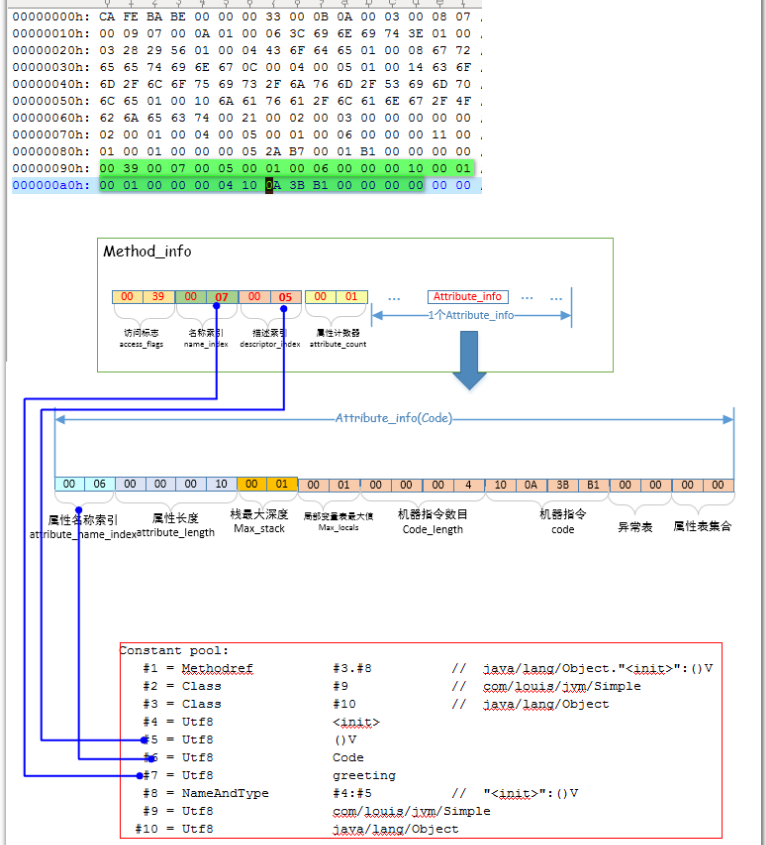 00000000h: CA FE BA BE 00 00 00 33 00 0B 0A 00 03 00 08 07
00000010h: 00 09 07 00 0A 01 00 06 3C 69 6E 69 74 3E 01 00
00000020h: 03 28 29 56 01 00 04 43 6F 64 65 01 00 08 67 72
00000030h: 65 65 74 69 6E 67 0C 00 04 00 05 01 00 14 63 6F
00000040h: 6D 2F 6C 6F 75 69 73 2F 6A 76 6D 2F 53 69 6D 70
00000050h: 6C 65 01 00 10 6A 61 76 61 2F 6C 61 6E 67 2F 4F
00000060h: 62 6A 65 63 74 00 21 00 02 00 03 00 00 00 00 00
00000070h: 02 00 01 00 04 00 05 00 01 00 06 00 00 00 11 00
00000080h: 01 00 01 00 00 00 05 2A B7 00 01 B1 00 00 00 00
00000090h: 00 39 00 07 00 05 00 01 00 06 00 00 00 10 00 01
000000a0h: 00 01 00 00 00 04 10 0A 3B B1 00 00 00 00 00 00
Method_info
00 39 00 07 00 05 00 01 ... Attribute_info ... ...
访问标志 名称索引 描述索引 属性计数器
access_flags name_index descriptor_index attribute_count
1个Attribute_info
Attribute_info(Code)
00 06 00 00 00 10 00 01 00 01 00 00 00 4 10 0A 3B B1 00 00 00 00
属性名称索引 属性长度 栈最大深度 局部变量表最大值 机器指令数目 机器指令 异常表 属性表集合
attribute_name_index attribute_length Max_stack Max_locals Code_length code
Constant pool:
#1 = Methodref #3.#8 // java/lang/Object."<init>":()V
#2 = Class #9 // com/louis/jvm/Simple
#3 = Class #10 // java/lang/Object
#4 = Utf8 <init>
#5 = Utf8 ()V
#6 = Utf8 Code
#7 = Utf8 greeting
#8 = NameAndType #4:#5 // "<init>":()V
#9 = Utf8 com/louis/jvm/Simple
#10 = Utf8 java/lang/Object